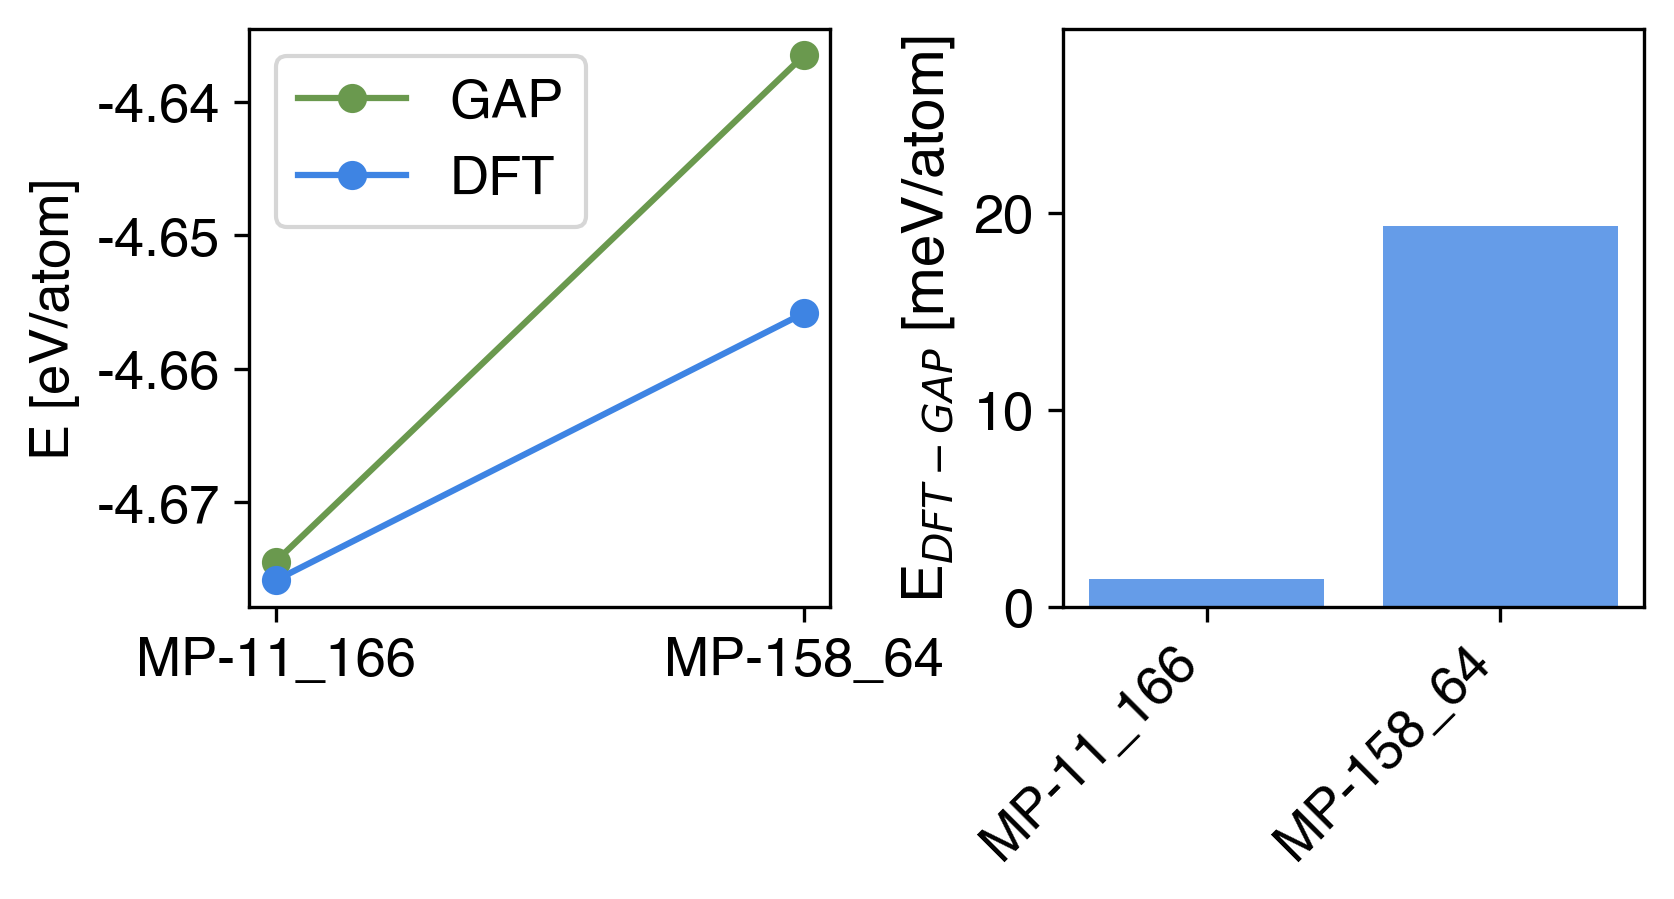 E [eV/atom]
-4.64
-4.65
-4.66
-4.67
GAP
DFT
MP-11_166
MP-158_64
E_{DFT-GAP} [meV/atom]
20
10
0
MP-11_166
MP-158_64